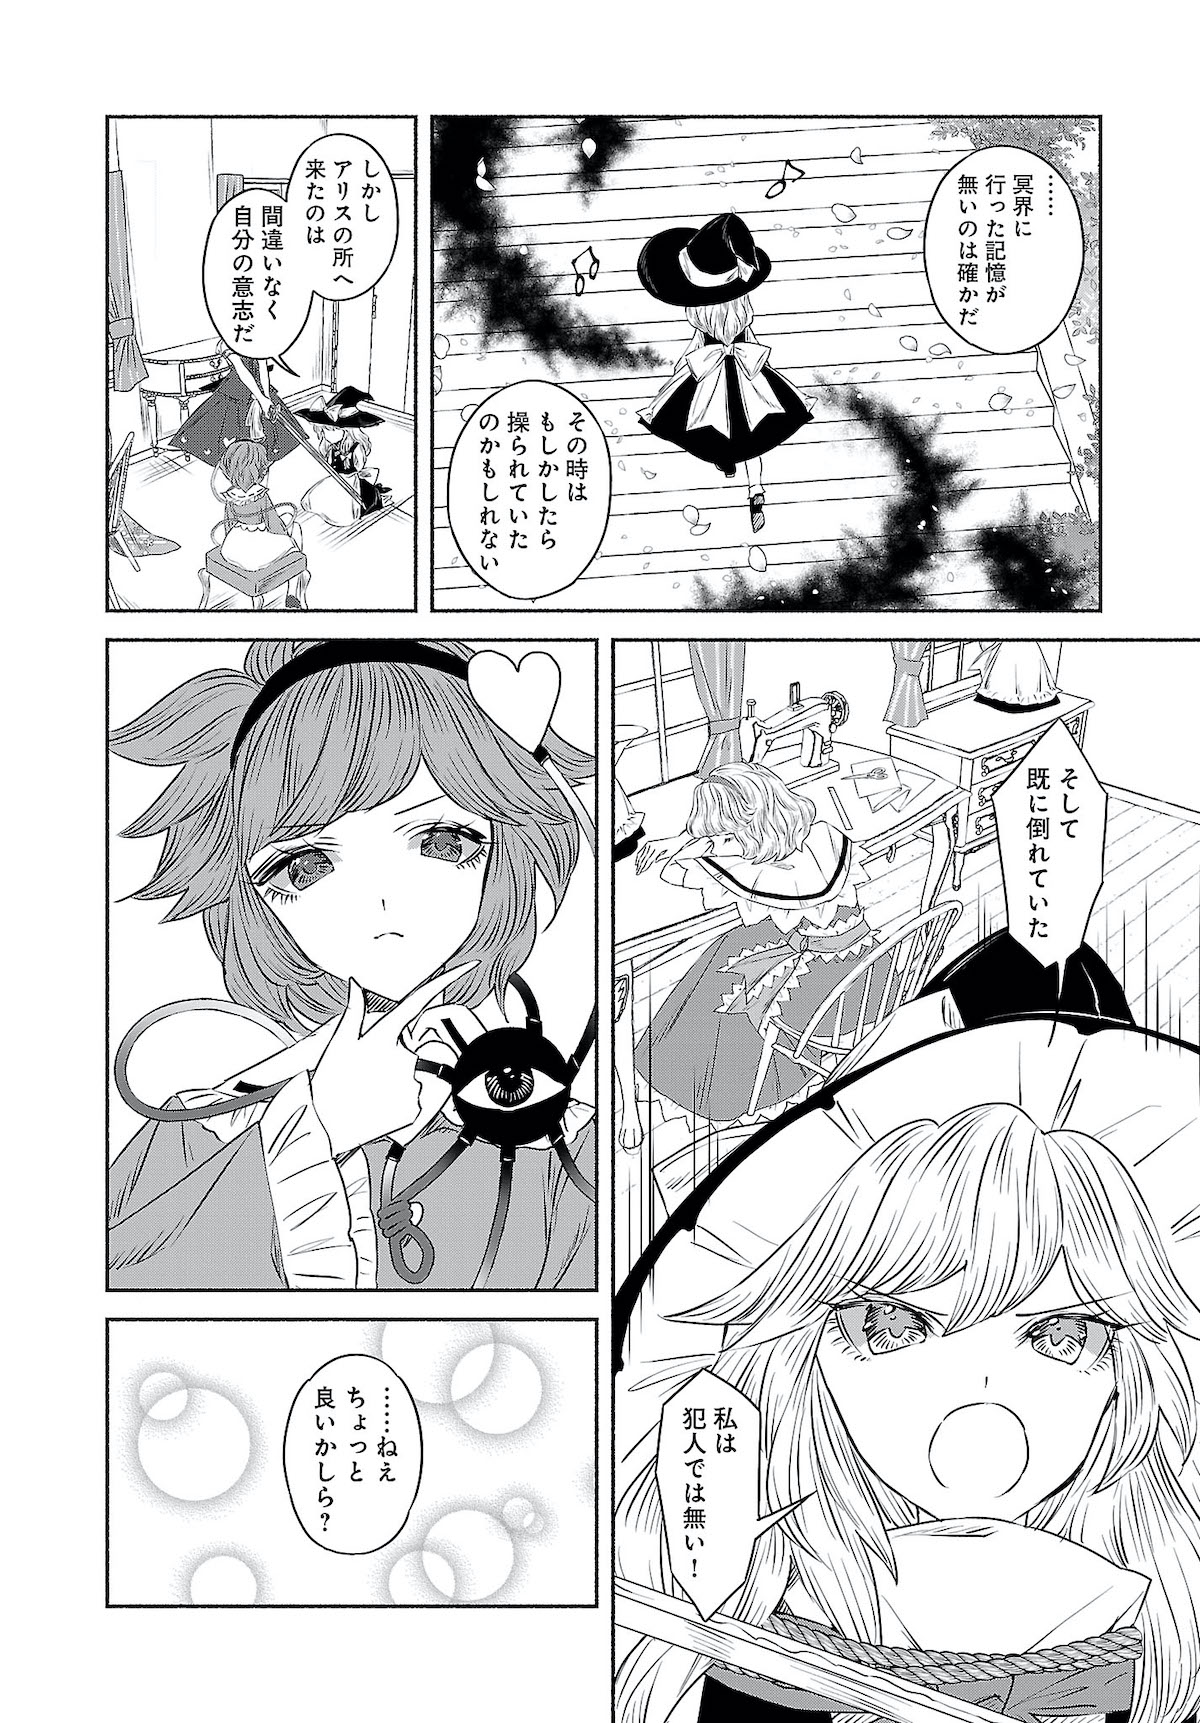 ……
冥界に
行った記憶が
無いのは確かだ
その時は
もしかしたら
操られていた
のかもしれない
しかし
アリスの所へ
来たのは
間違いなく
自分の意志だ
そして
既に倒れていた
私は
犯人では無い！
……ねえ
ちょっと
良いかしら？